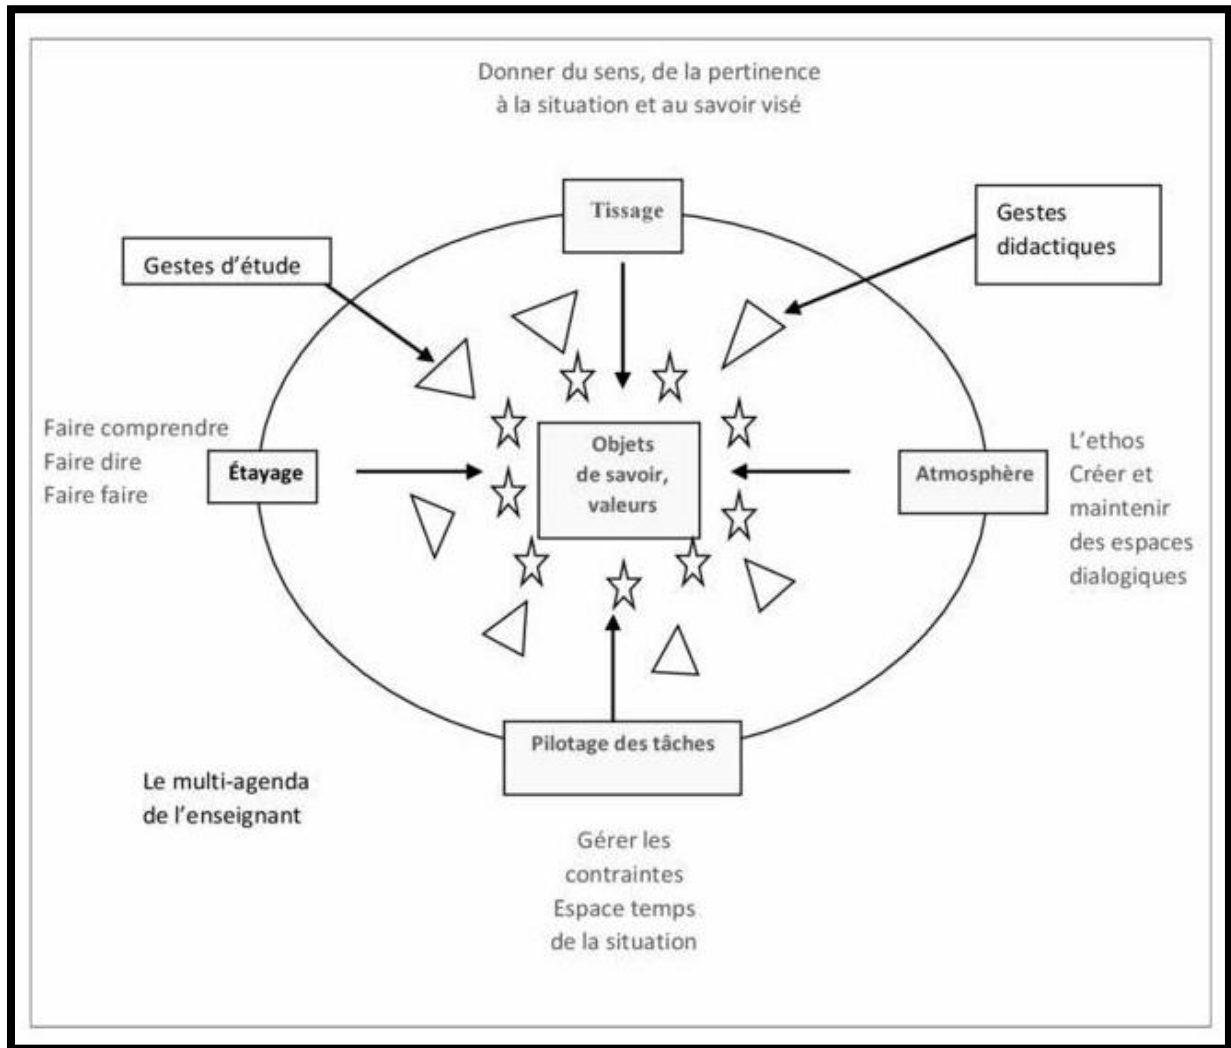 Donner du sens, de la pertinence
à la situation et au savoir visé
Tissage
Gestes
didactiques
Gestes d'étude
Faire comprendre
Faire dire
Faire faire
Étayage
Objets
de savoir,
valeurs
Atmosphère
L'ethos
Créer et
maintenir
des espaces
dialogiques
Pilotage des tâches
Le multi-agenda
de l'enseignant
Gérer les
contraintes
Espace temps
de la situation